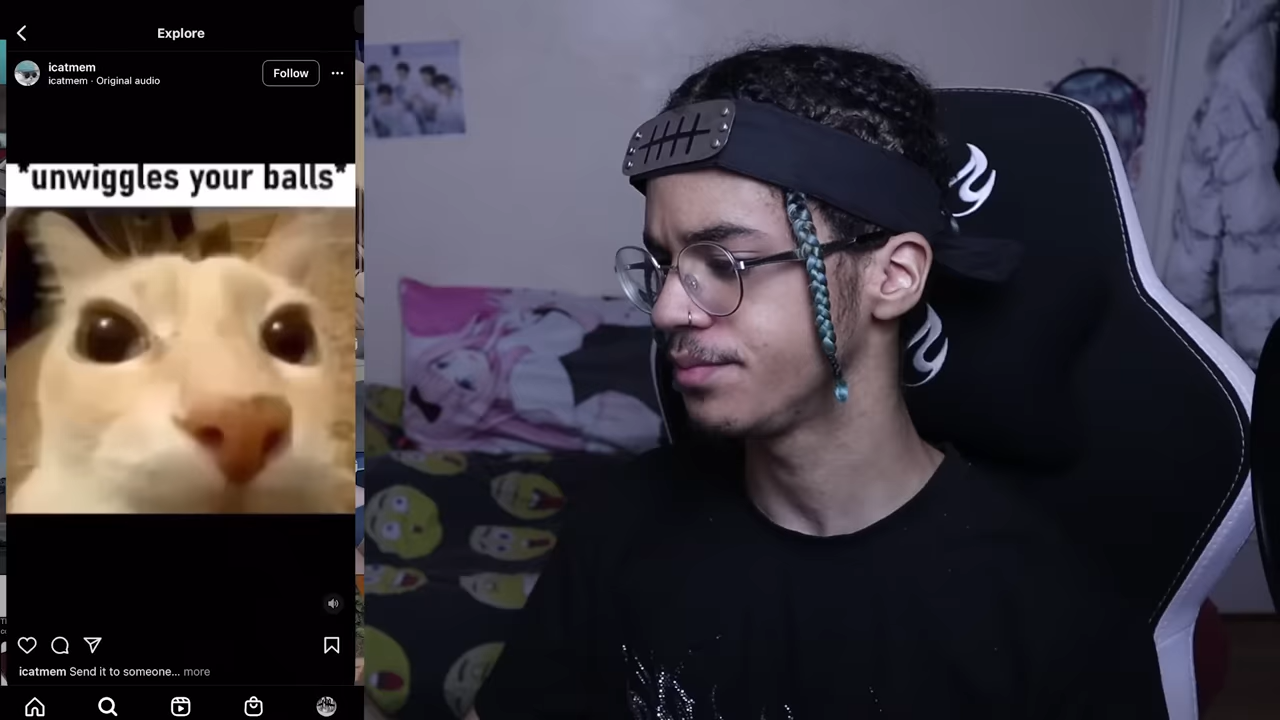 Explore
icatmem
icatmem · Original audio
Follow
*unwiggles your balls*
icatmem Send it to someone... more